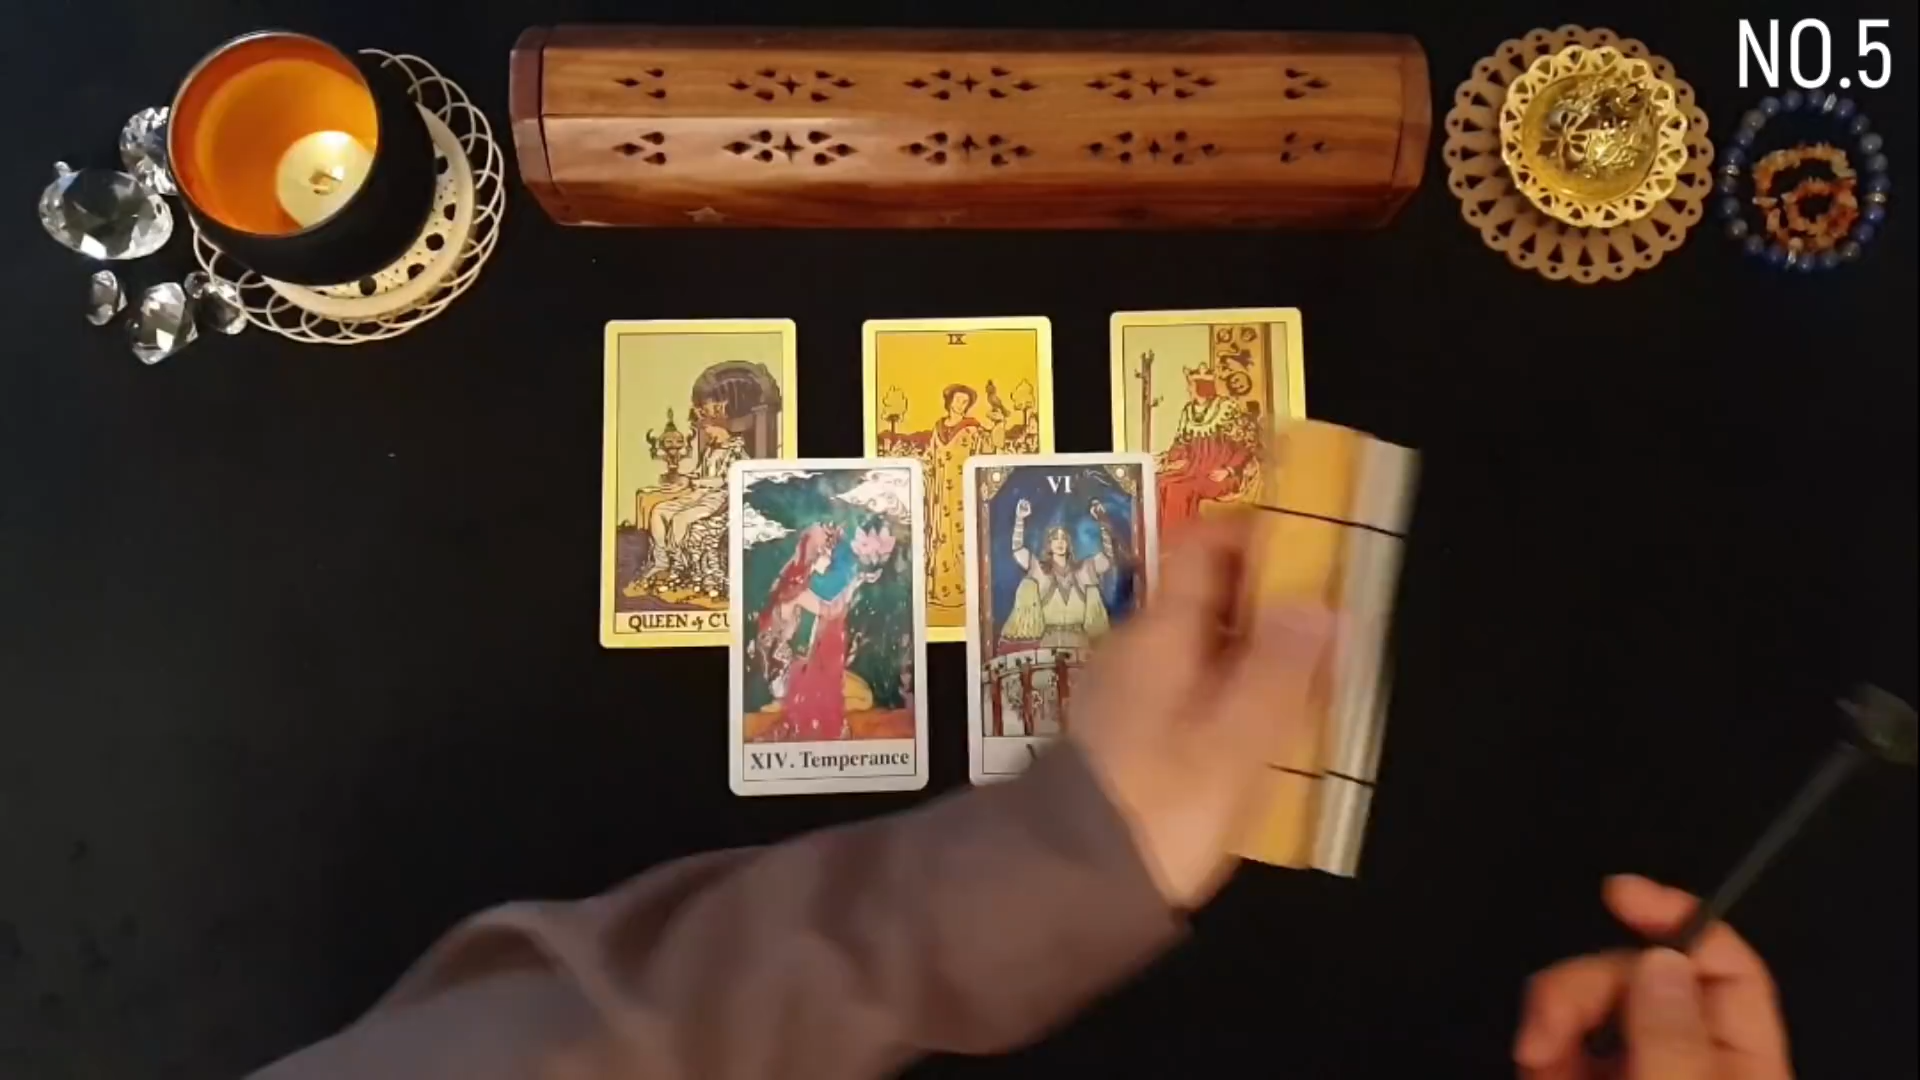 NO.5
IX
VI
QUEEN of CU
XIV. Temperance